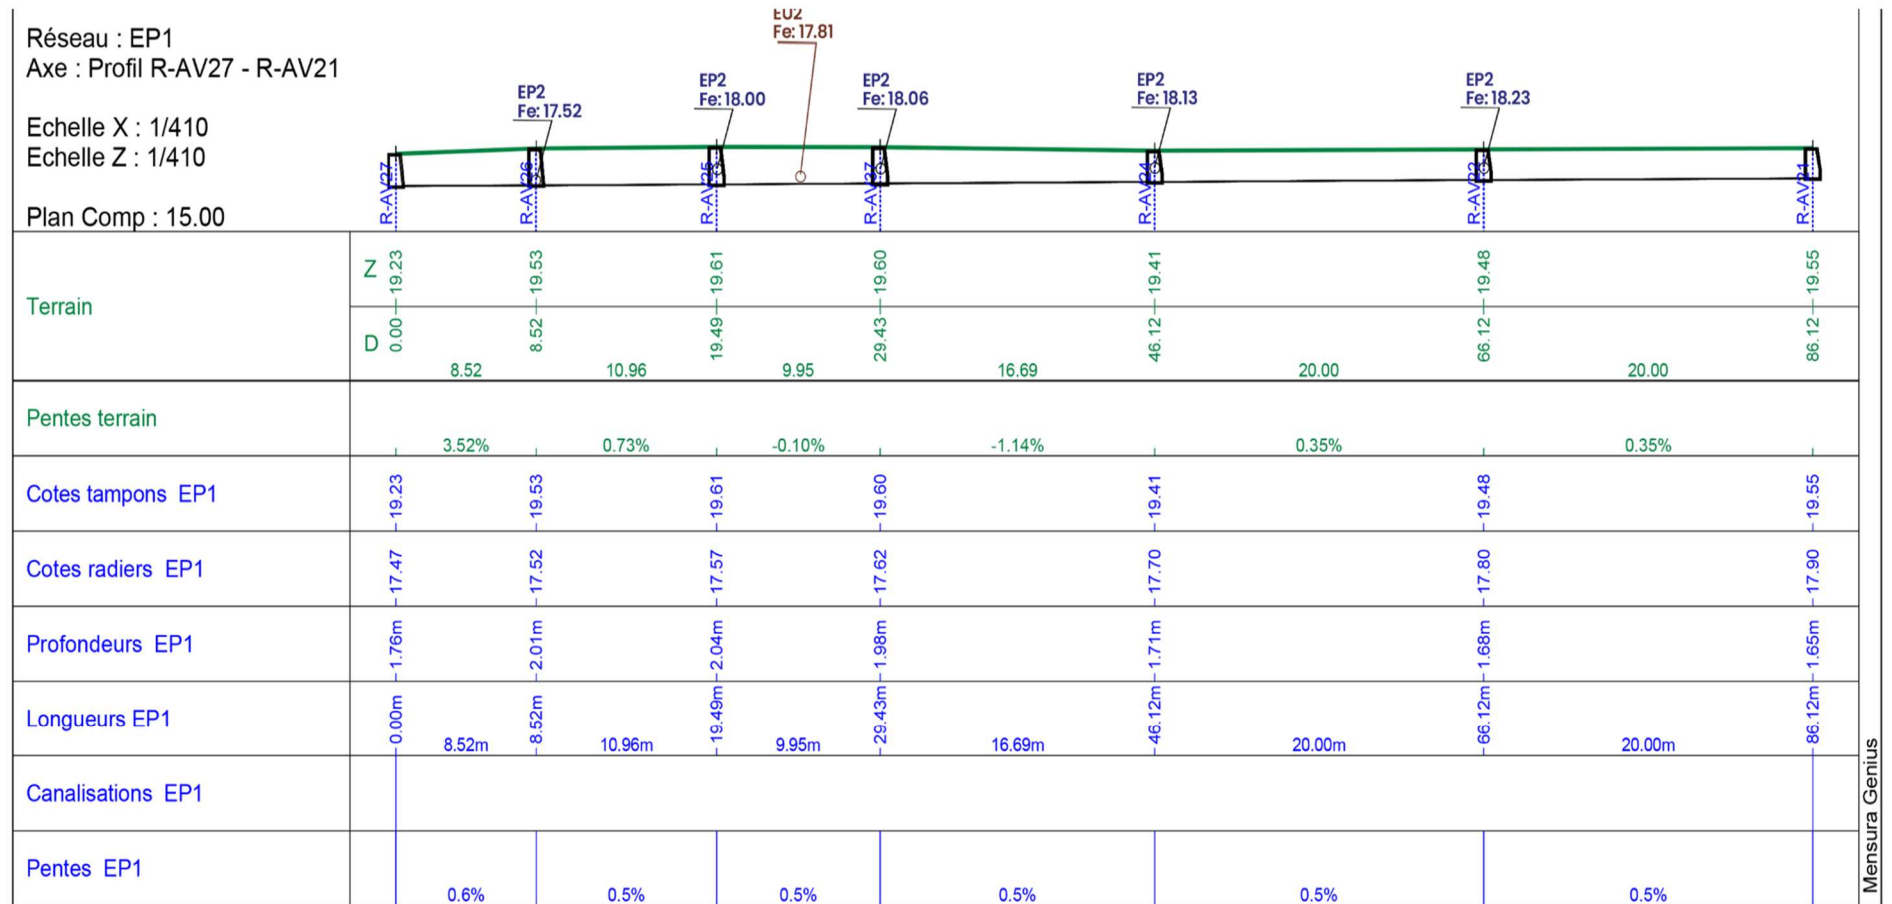 Réseau : EP1
Axe : Profil R-AV27 - R-AV21
Echelle X : 1/410
Echelle Z : 1/410
Plan Comp : 15.00
EU2
Fe: 17.81
EP2
Fe: 17.52
EP2
Fe: 18.00
EP2
Fe: 18.06
EP2
Fe: 18.13
EP2
Fe: 18.23
R-AV27
R-AV26
R-AV25
R-AV37
R-AV24
R-AV21
Terrain
Z 19.23 19.53 19.61 19.60 19.41 19.48 19.55
D 0.00 8.52 19.49 29.43 46.12 66.12 86.12
8.52 10.96 9.95 16.69 20.00 20.00
Pentes terrain
3.52% 0.73% -0.10% -1.14% 0.35% 0.35%
Cotes tampons EP1 19.23 19.53 19.61 19.60 19.41 19.48 19.55
Cotes radiers EP1 17.47 17.52 17.57 17.62 17.70 17.80 17.90
Profondeurs EP1 1.76m 2.01m 2.04m 1.98m 1.71m 1.68m 1.65m
Longueurs EP1 0.00m 8.52m 19.49m 29.43m 46.12m 66.12m 86.12m
8.52m 10.96m 9.95m 16.69m 20.00m 20.00m
Canalisations EP1
Pentes EP1
0.6% 0.5% 0.5% 0.5% 0.5% 0.5%
Mensura Genius